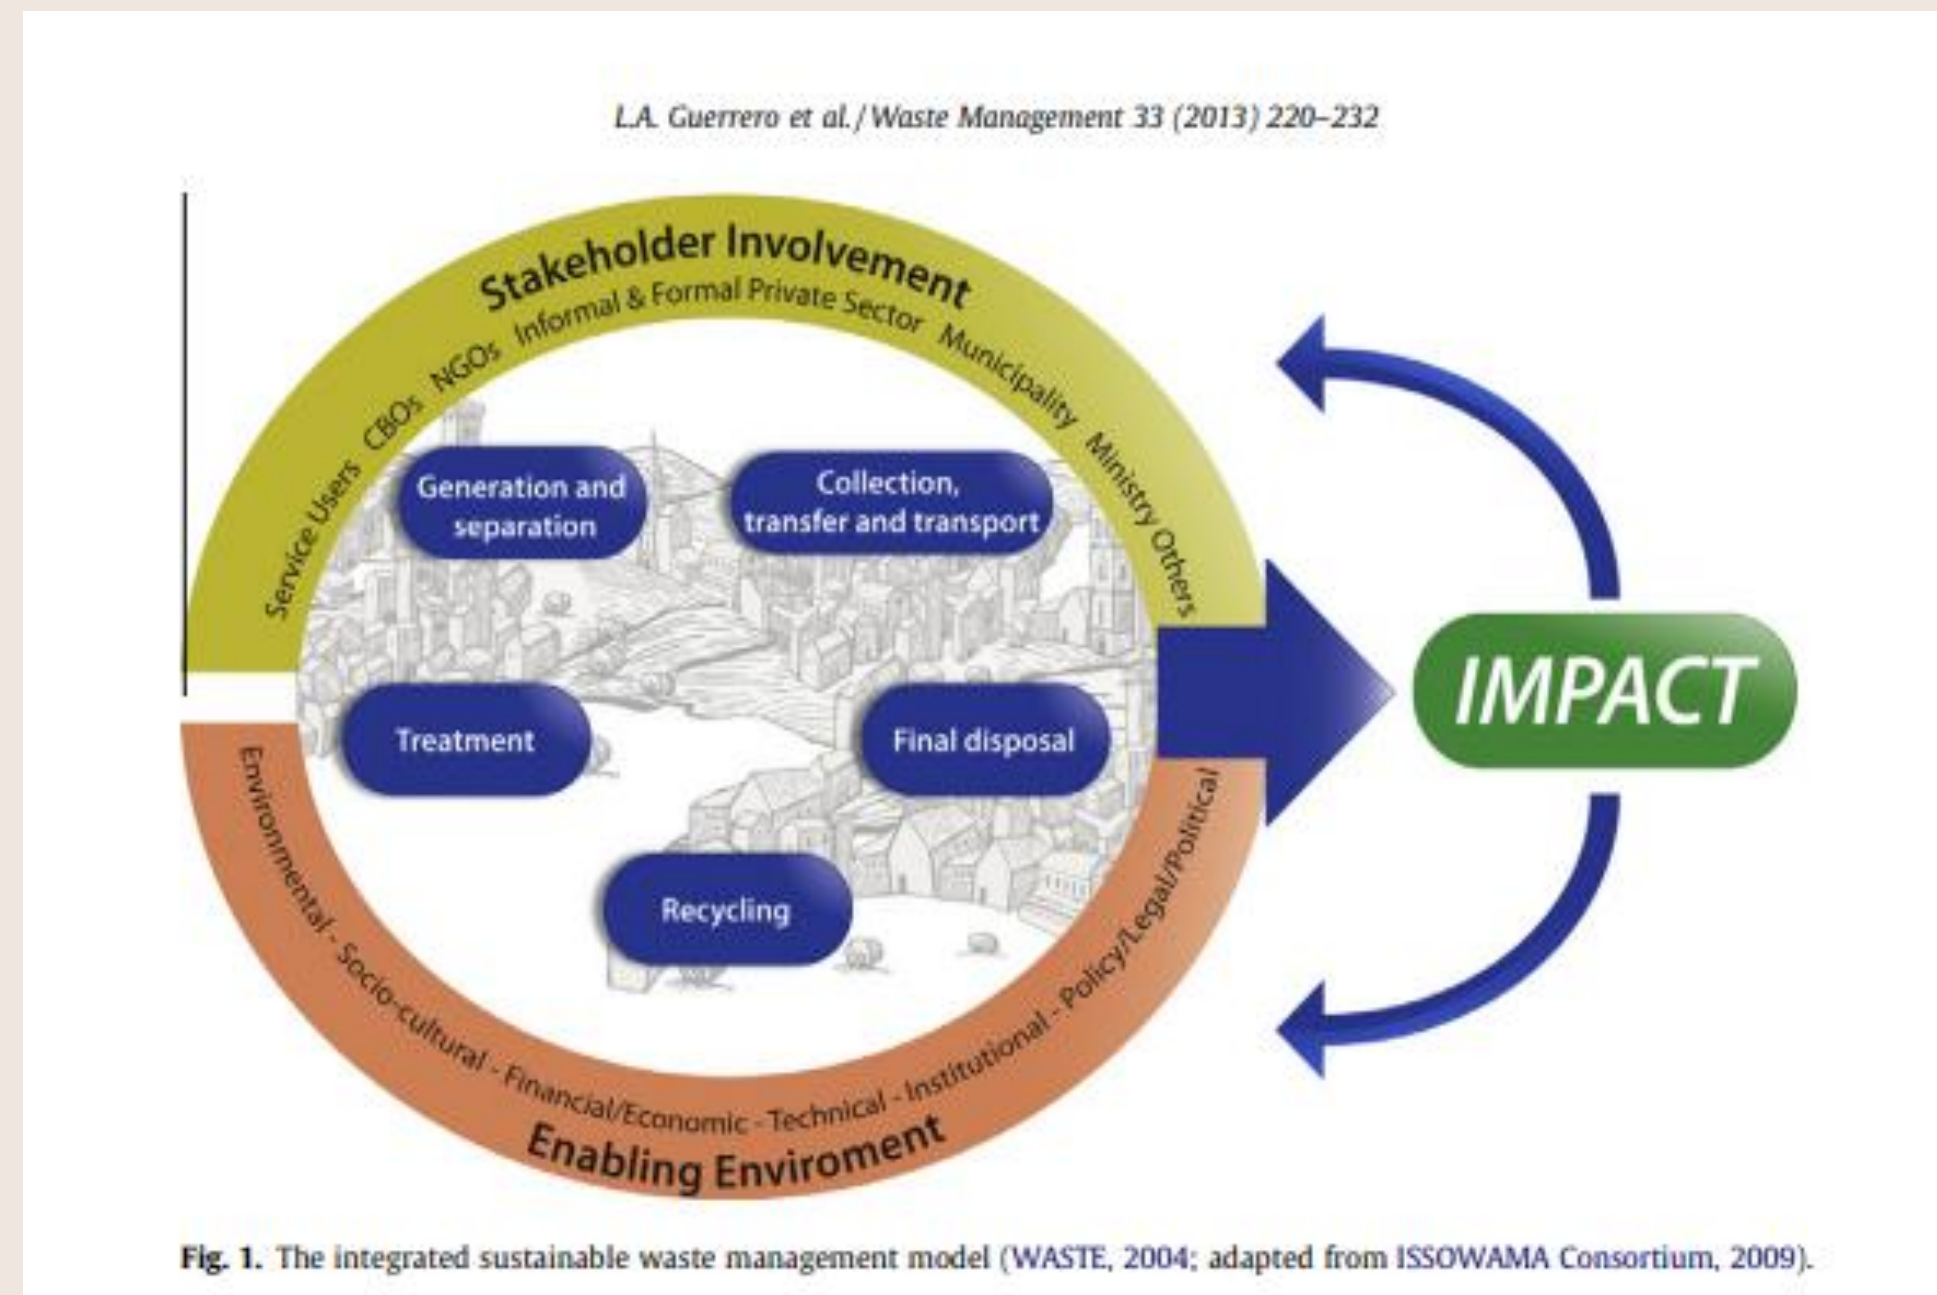 L.A. Guerrero et al. / Waste Management 33 (2013) 220–232
Stakeholder Involvement
Service Users CBOs NGOs Informal & Formal Private Sector Municipality Ministry Others
Generation and
separation
Collection,
transfer and transport
Treatment
Final disposal
Recycling
IMPACT
Environmental - Socio-cultural - Financial/Economic - Technical - Institutional - Policy/Legal/Political
Enabling Enviroment
Fig. 1. The integrated sustainable waste management model (WASTE, 2004; adapted from ISSOWAMA Consortium, 2009).